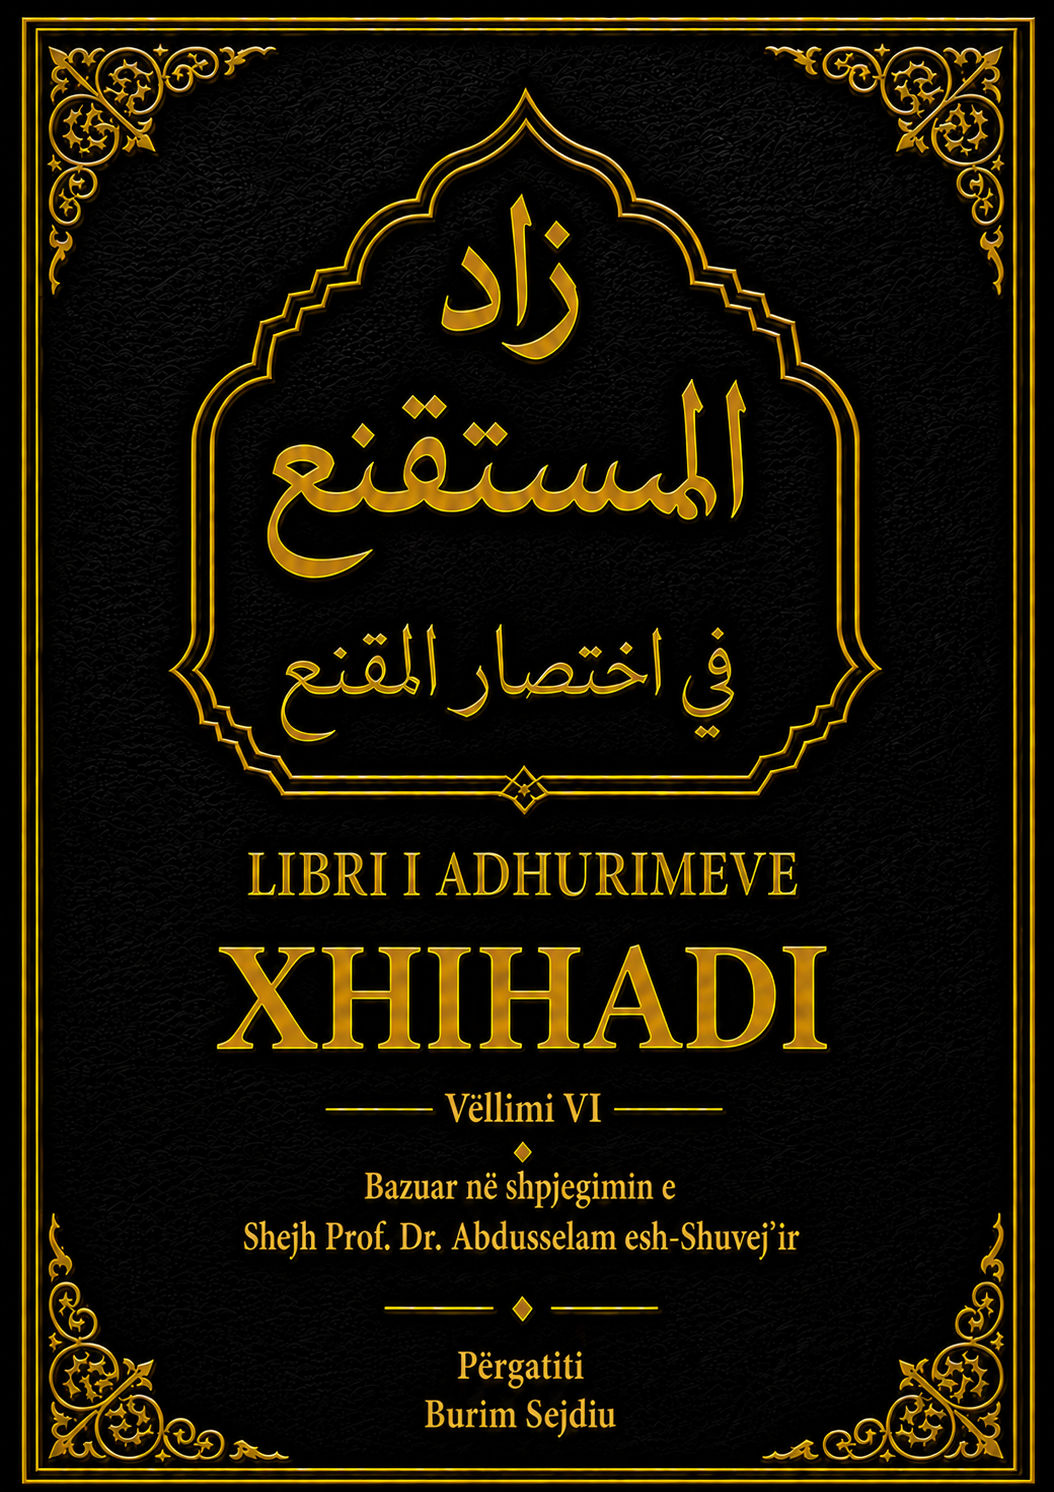 زاد
المستقنع
في اختصار المقنع
LIBRI I ADHURIMEVE
XHIHADI
Vëllimi VI
Bazuar në shpjegimin e
Shejh Prof. Dr. Abdusselam esh-Shuvej’ir
Përgatiti
Burim Sejdiu